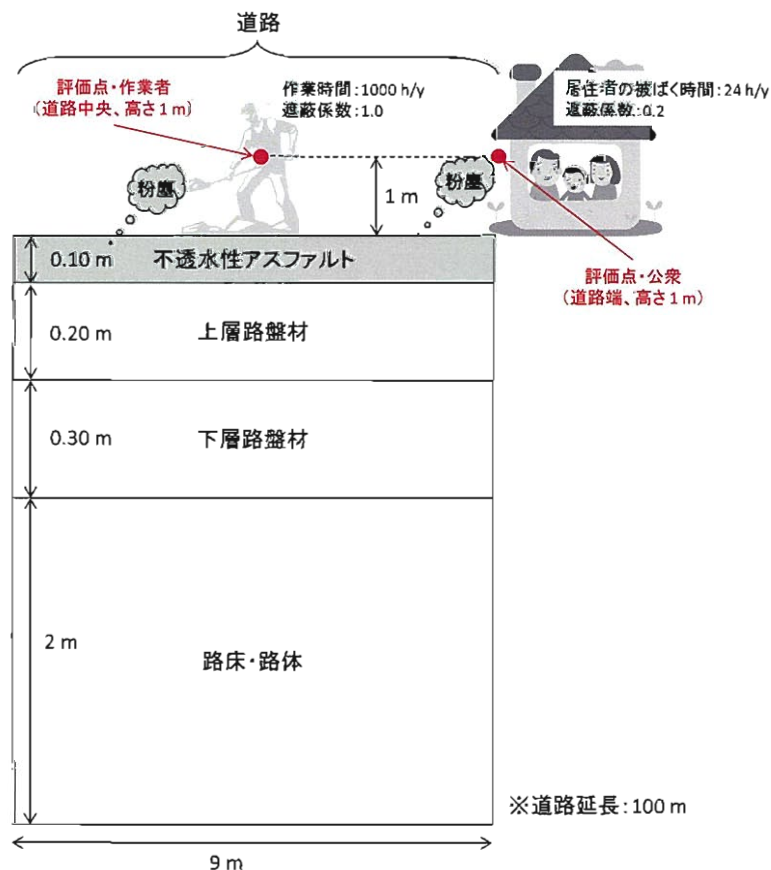 道路
評価点・作業者
(道路中央、高さ1 m)
作業時間:1000 h/y
遮蔽係数:1.0
居住者の被ばく時間:24 h/y
遮蔽係数:0.2
粉塵
粉塵
1 m
0.10 m
不透水性アスファルト
評価点・公衆
(道路端、高さ1 m)
0.20 m
上層路盤材
0.30 m
下層路盤材
2 m
路床・路体
※道路延長:100 m
9 m